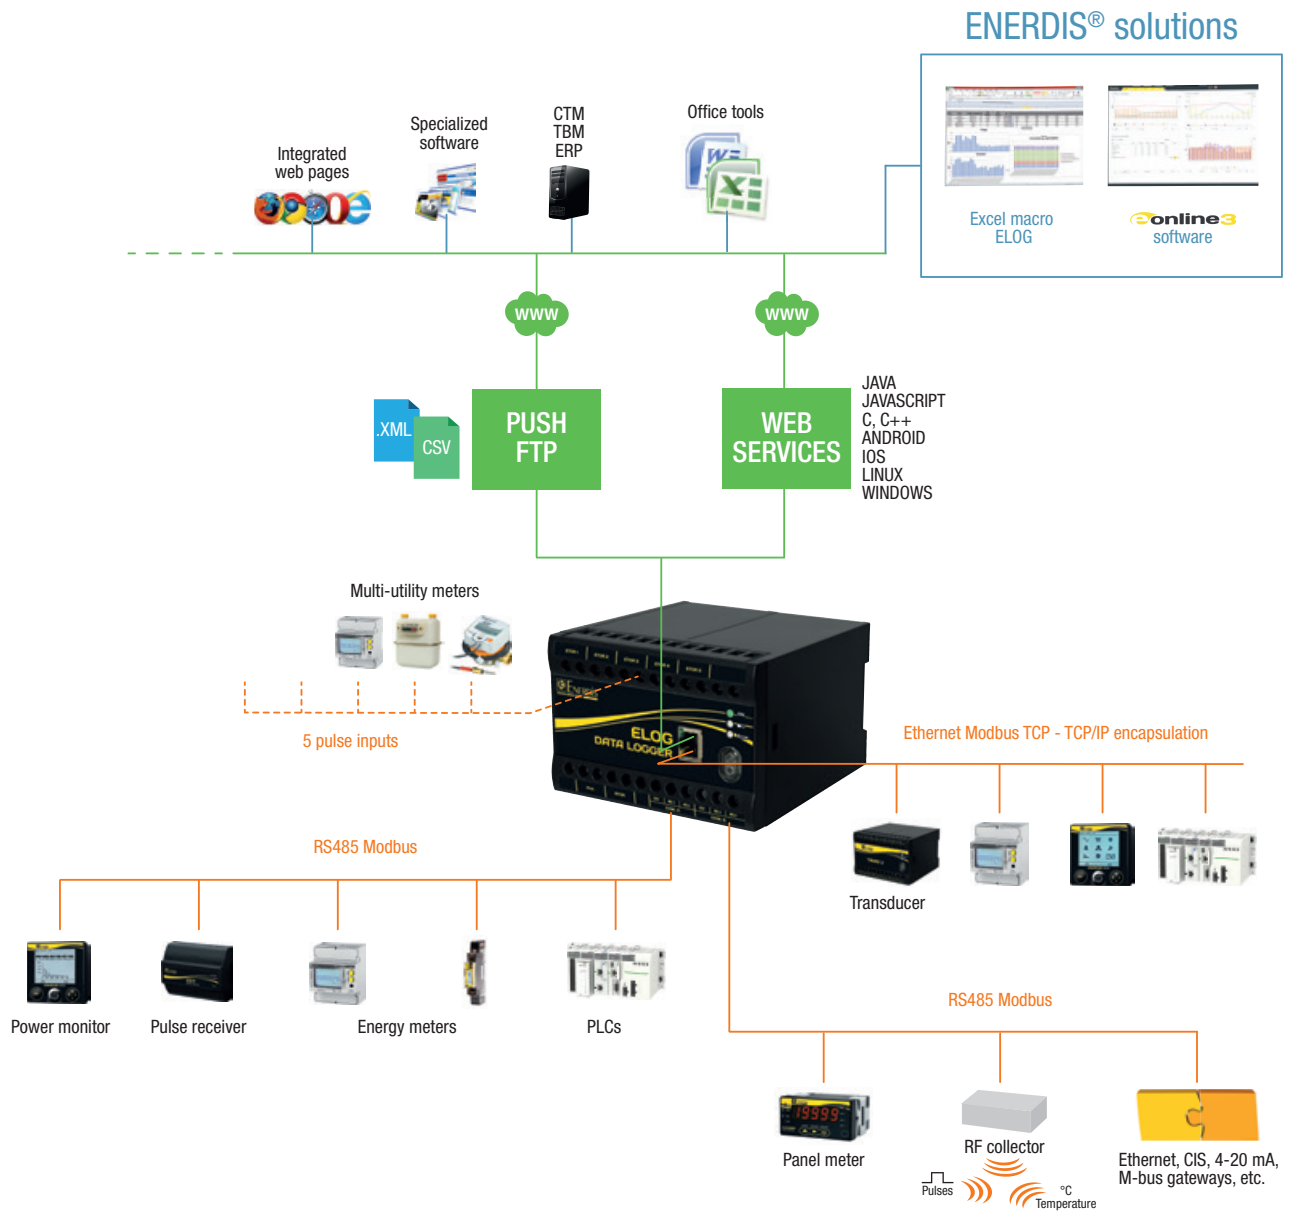 ENERDIS® solutions
Integrated
web pages
Specialized
software
CTM
TBM
ERP
Office tools
Excel macro
ELOG
eonline3
software
www
www
.XML
CSV
PUSH
FTP
WEB
SERVICES
JAVA
JAVASCRIPT
C, C++
ANDROID
IOS
LINUX
WINDOWS
Multi-utility meters
5 pulse inputs
ENERDIS
ELOG
DATA LOGGER
Ethernet Modbus TCP - TCP/IP encapsulation
Transducer
RS485 Modbus
Power monitor
Pulse receiver
Energy meters
PLCs
RS485 Modbus
19999
Panel meter
RF collector
Pulses
°C
Temperature
Ethernet, CIS, 4-20 mA,
M-bus gateways, etc.